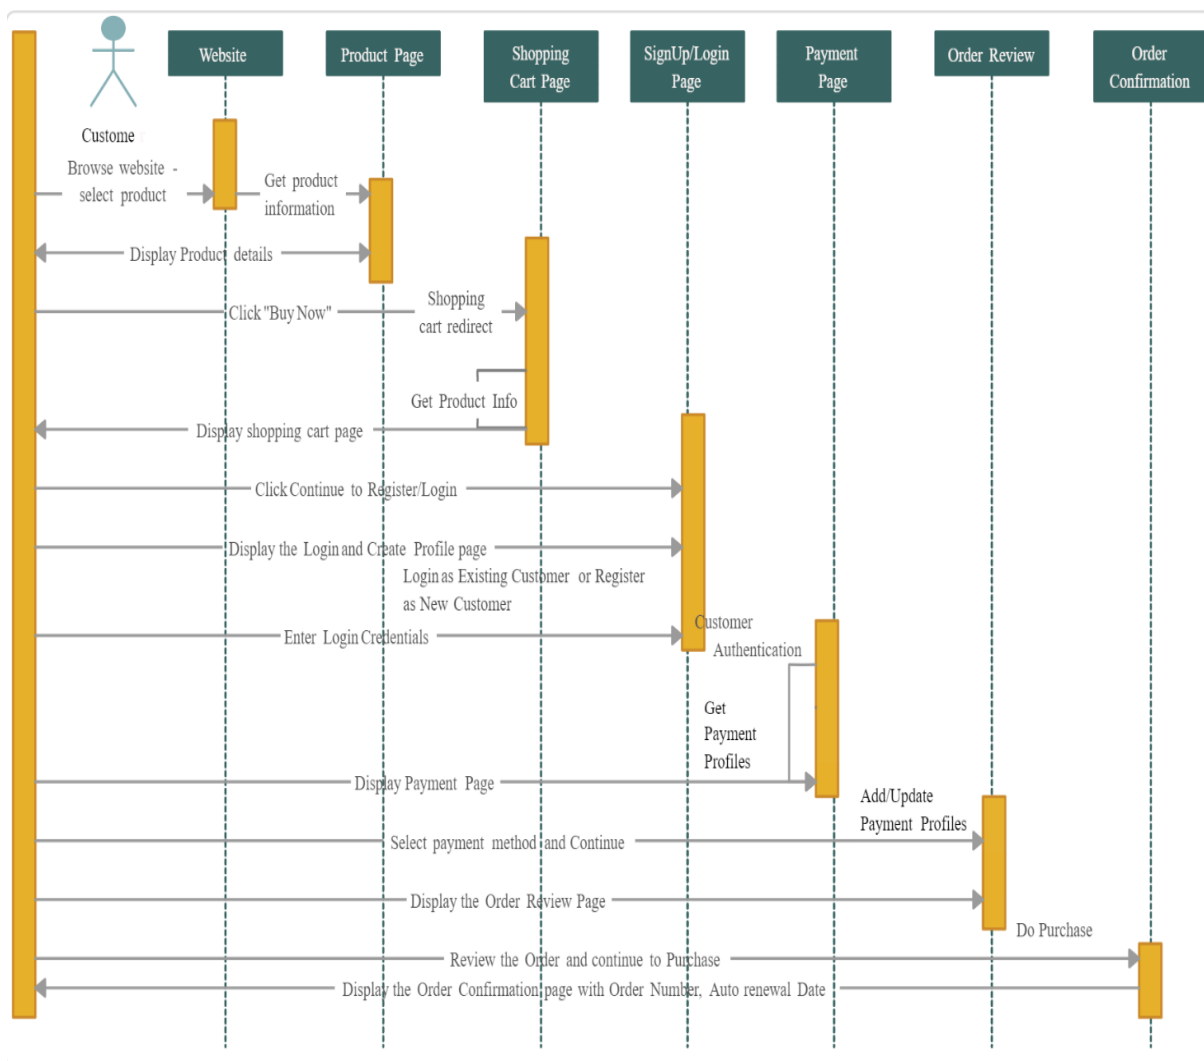 Website
Product Page
Shopping
Cart Page
SignUp/Login
Page
Payment
Page
Order Review
Order
Confirmation
Custome
Browse website -
select product
Get product
information
Display Product details
Click "Buy Now"
Shopping
cart redirect
Get Product Info
Display shopping cart page
Click Continue to Register/Login
Display the Login and Create Profile page
Login as Existing Customer or Register
as New Customer
Enter Login Credentials
Customer
Authentication
Get
Payment
Profiles
Display Payment Page
Add/Update
Payment Profiles
Select payment method and Continue
Display the Order Review Page
Do Purchase
Review the Order and continue to Purchase
Display the Order Confirmation page with Order Number, Auto renewal Date